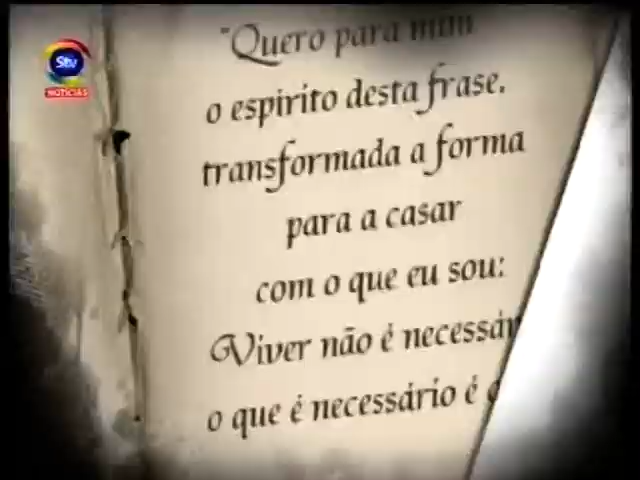 Stv
NOTÍCIAS
"Quero para mim
o espirito desta frase,
transformada a forma
para a casar
com o que eu sou:
Viver não é necessár
o que é necessário é